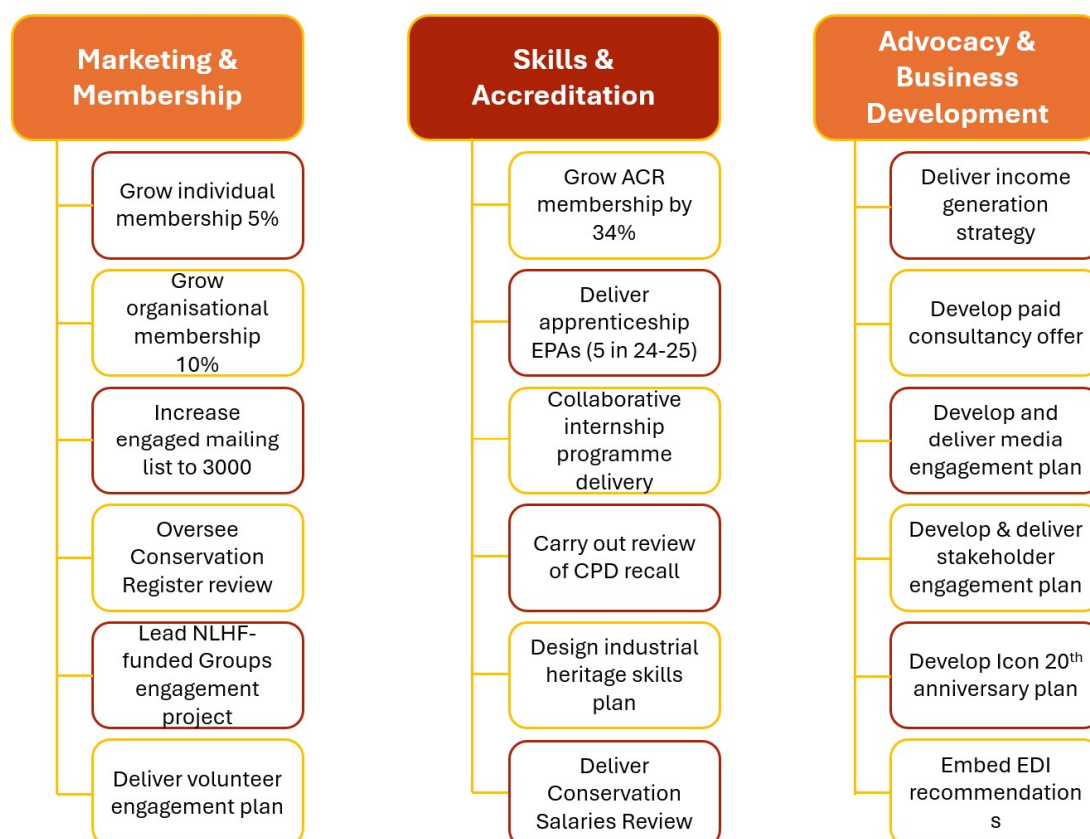 Marketing &
Membership
Grow individual
membership 5%
Grow
organisational
membership
10%
Increase
engaged mailing
list to 3000
Oversee
Conservation
Register review
Lead NLHF-
funded Groups
engagement
project
Deliver volunteer
engagement plan
Skills &
Accreditation
Grow ACR
membership by
34%
Deliver
apprenticeship
EPAs (5 in 24-25)
Collaborative
internship
programme
delivery
Carry out review
of CPD recall
Design industrial
heritage skills
plan
Deliver
Conservation
Salaries Review
Advocacy &
Business
Development
Deliver income
generation
strategy
Develop paid
consultancy offer
Develop and
deliver media
engagement plan
Develop & deliver
stakeholder
engagement plan
Develop Icon 20th
anniversary plan
Embed EDI
recommendation
s